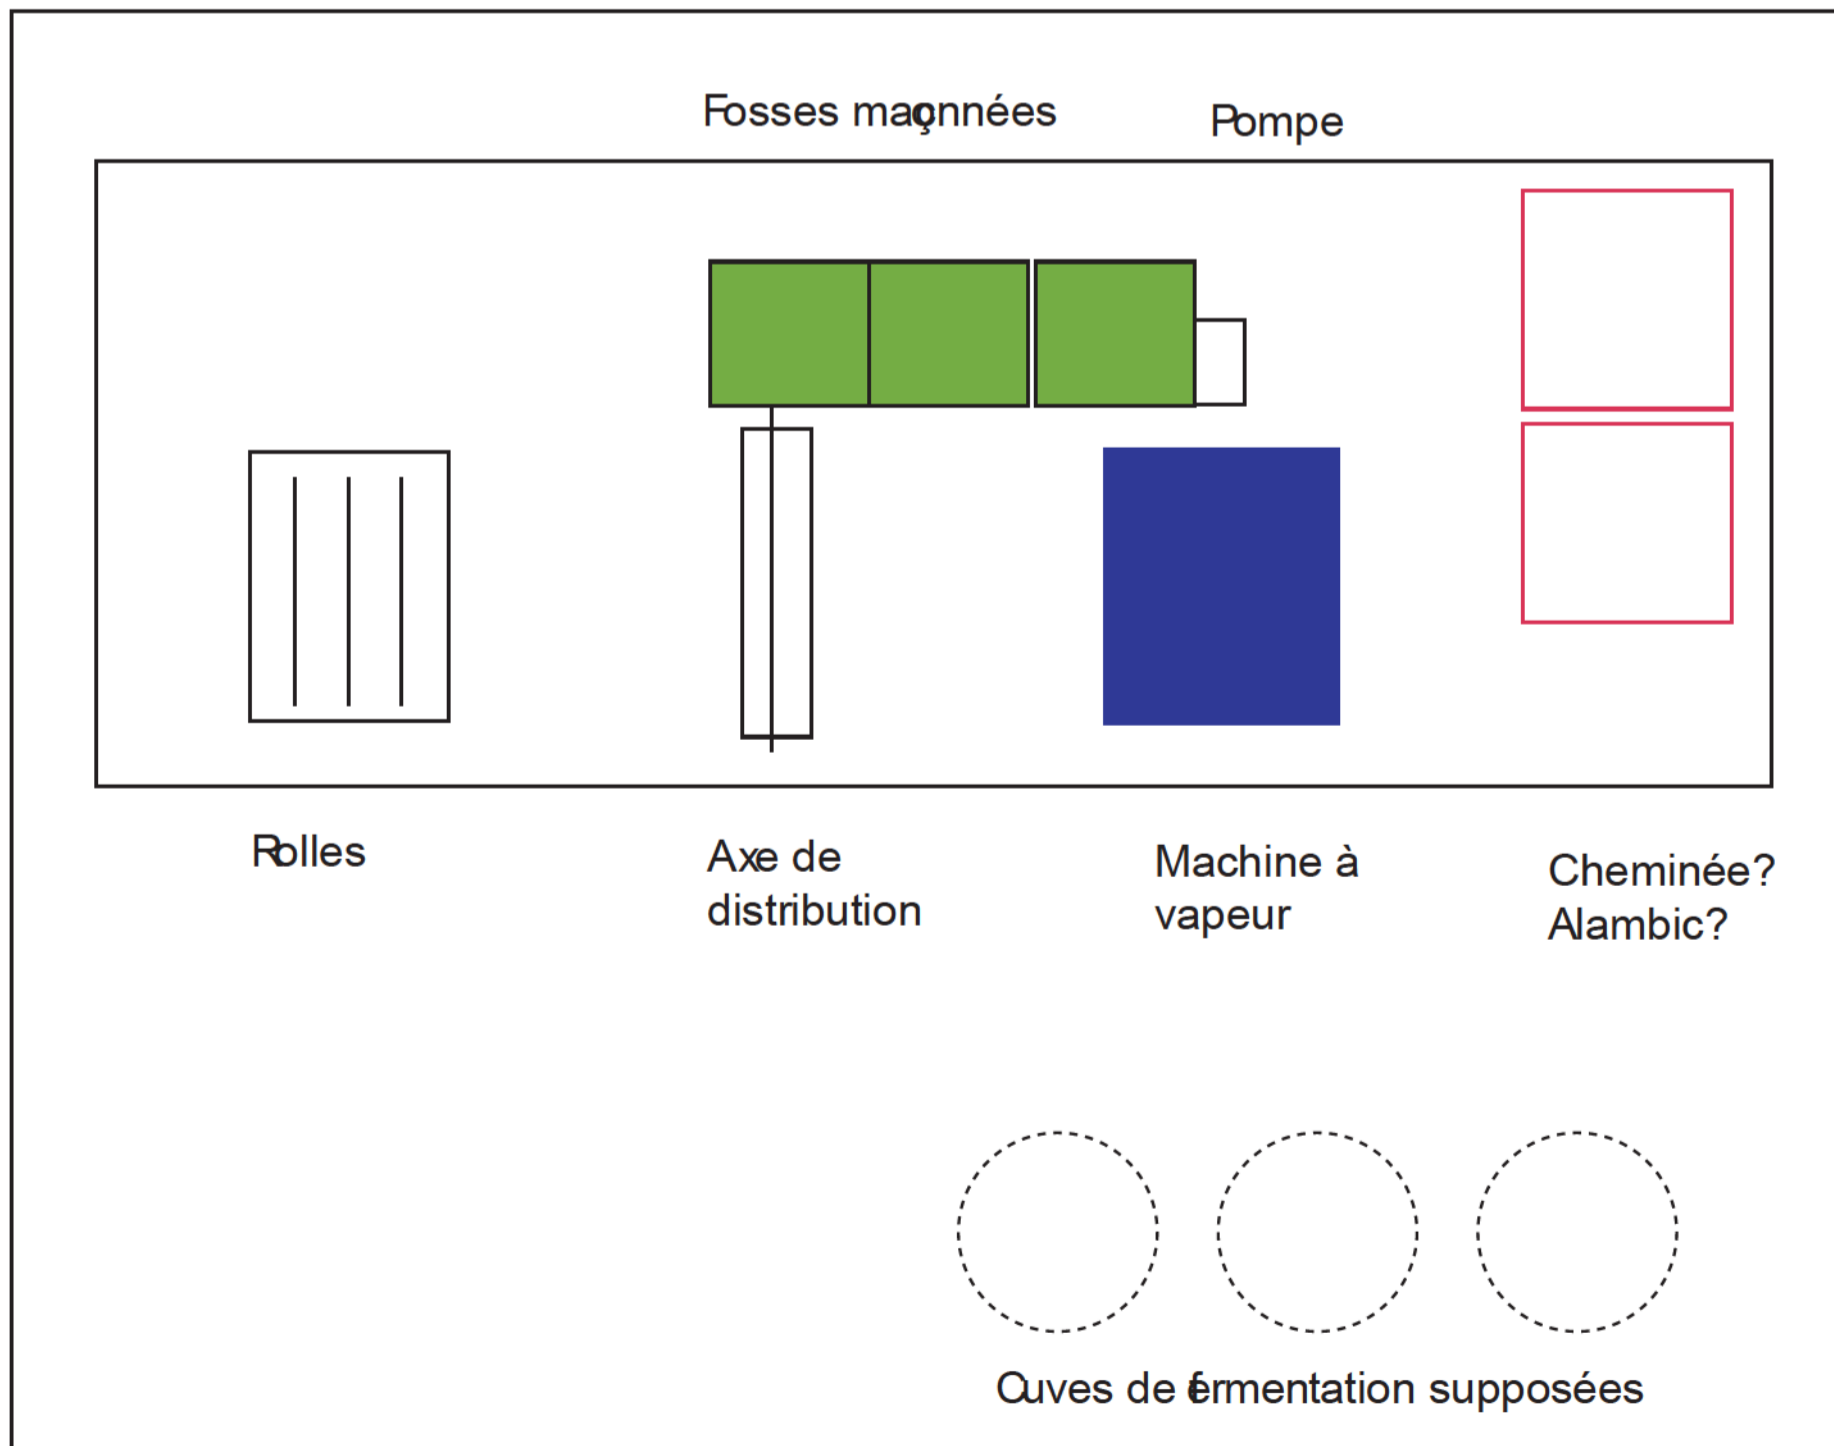 Fosses maçonnées
Pompe
Rolles
Axe de
distribution
Machine à
vapeur
Cheminée?
Alambic?
Cuves de fermentation supposées